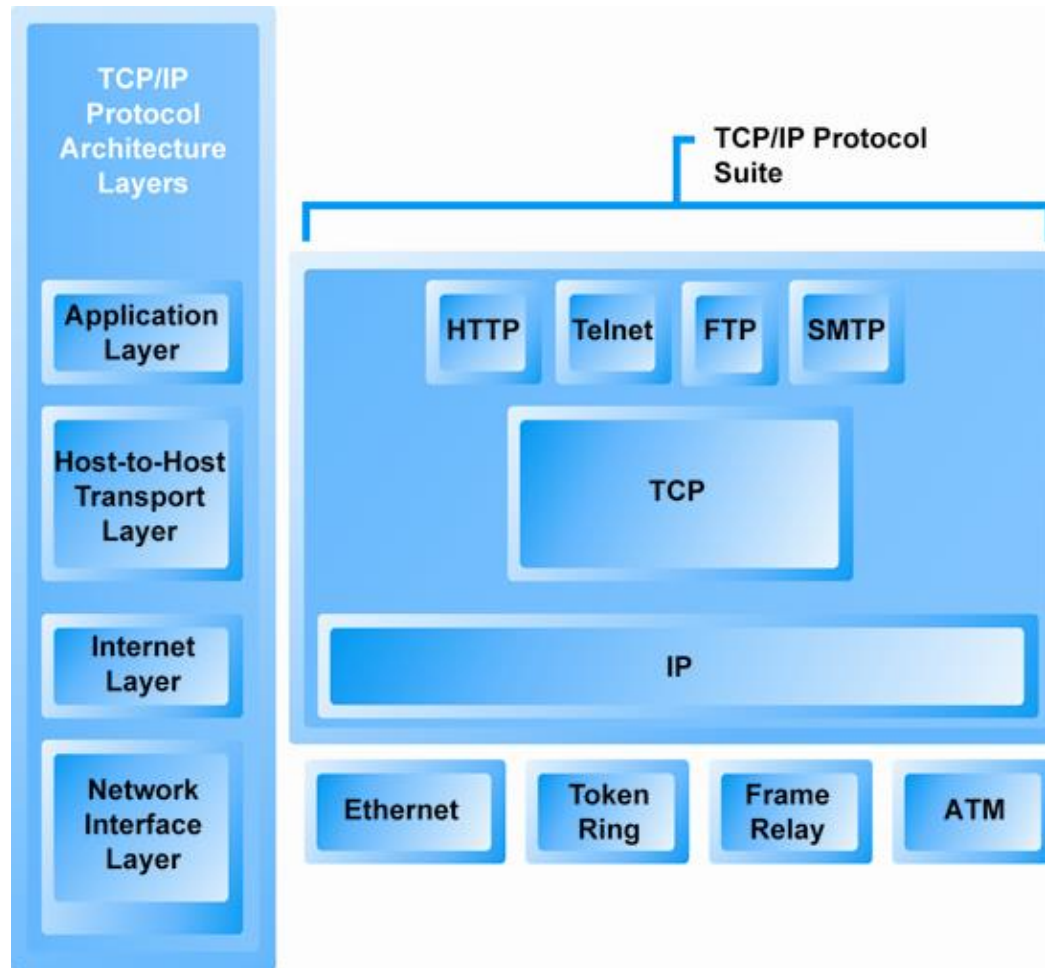 TCP/IP
Protocol
Architecture
Layers
TCP/IP Protocol
Suite
Application
Layer
HTTP
Telnet
FTP
SMTP
Host-to-Host
Transport
Layer
TCP
Internet
Layer
IP
Network
Interface
Layer
Ethernet
Token
Ring
Frame
Relay
ATM